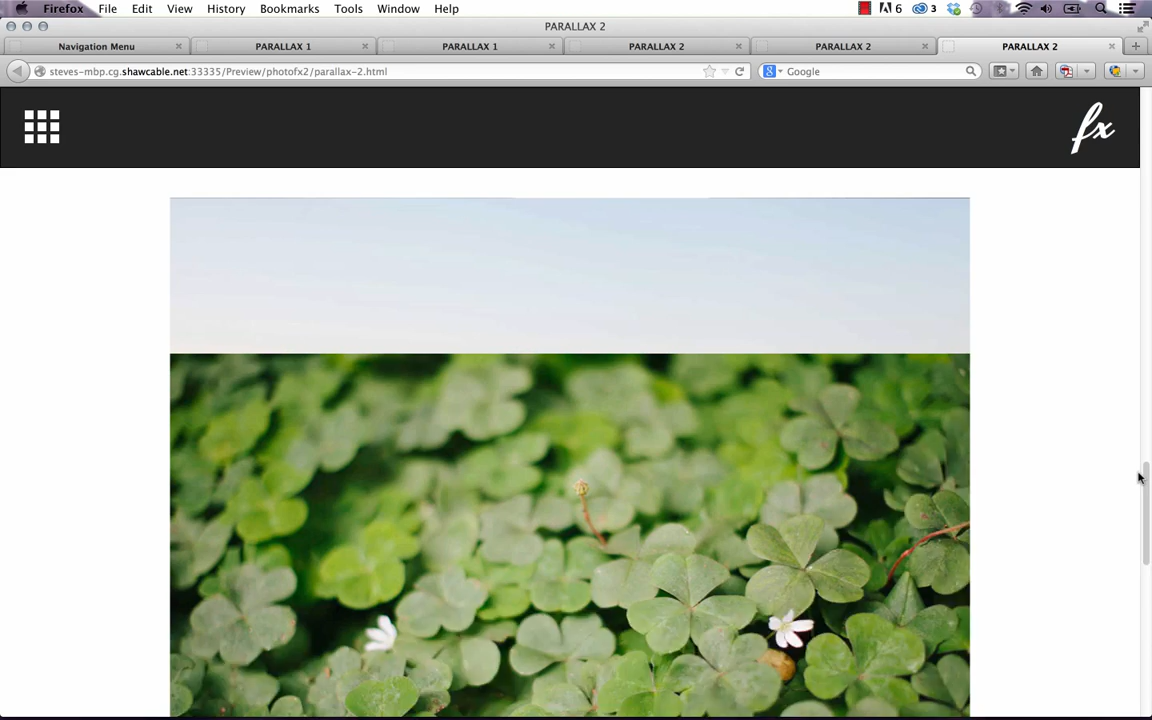 Firefox File Edit View History Bookmarks Tools Window Help 6 3
PARALLAX 2
Navigation Menu PARALLAX 1 PARALLAX 1 PARALLAX 2 PARALLAX 2 PARALLAX 2
steves-mbp.cg.shawcable.net:33335/Preview/photofx2/parallax-2.html Google
fx